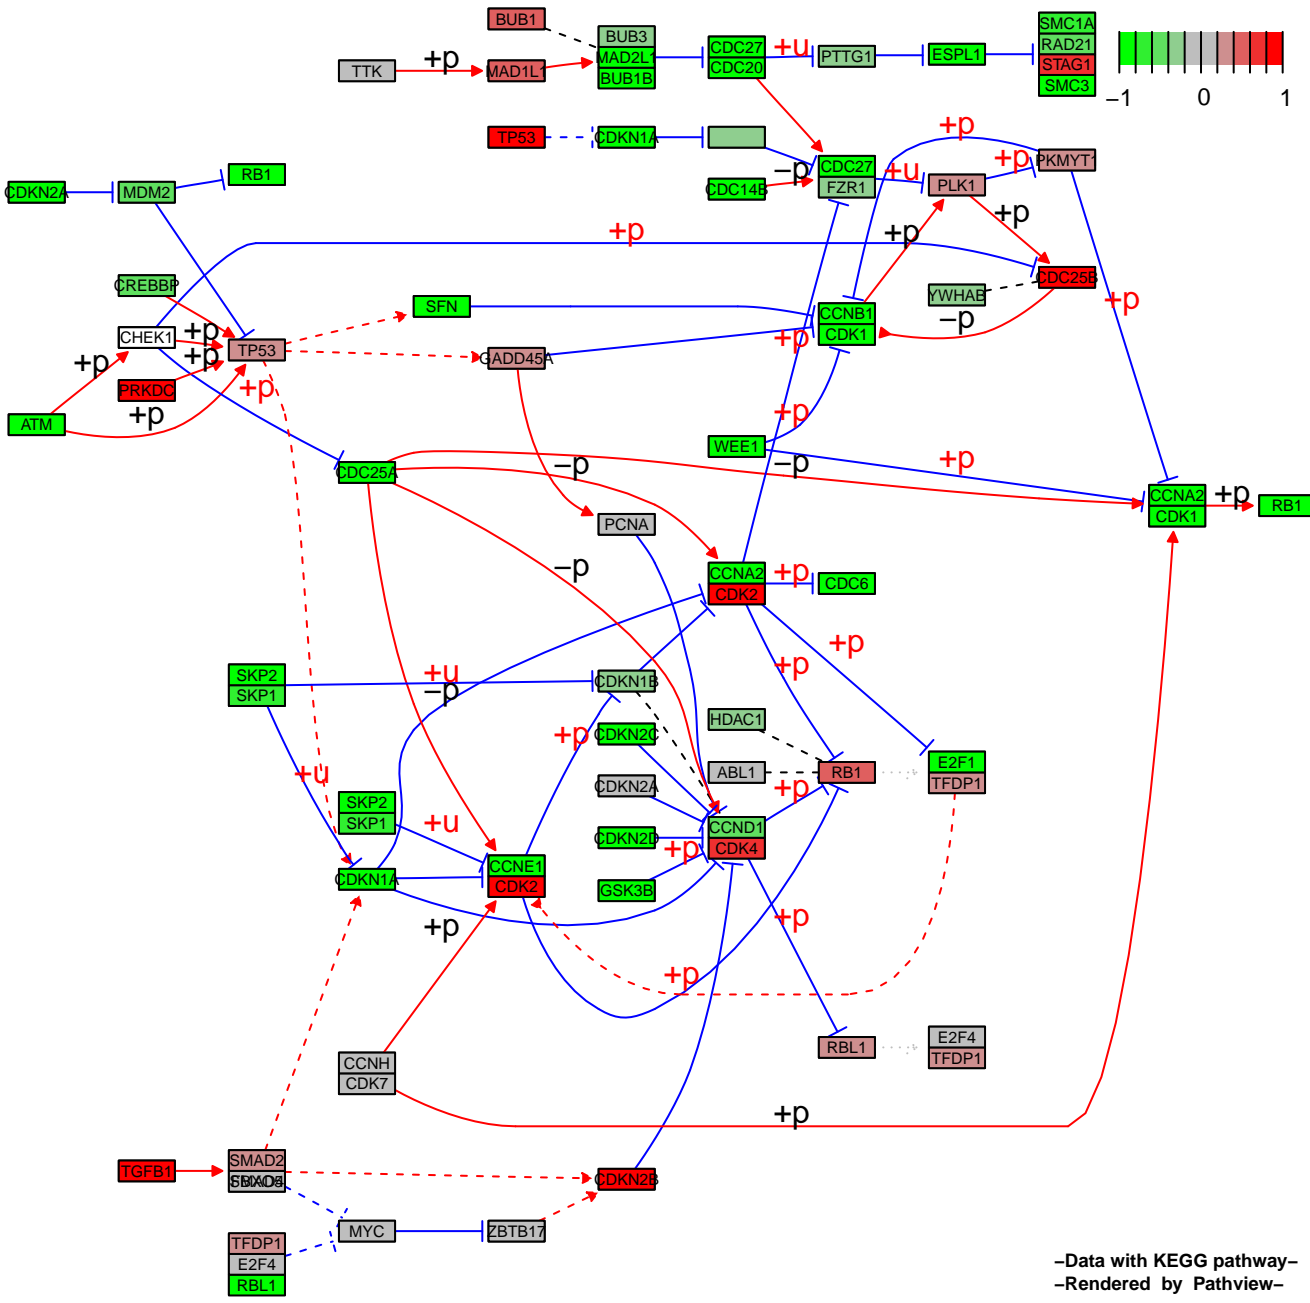 BUB1
SMC1A
BUB3
CDC27
+u
RAD21
+p
MAD2L1
PTTG1
ESPL1
TTK
MAD1L1
CDC20
STAG1
BUB1B
SMC3
−1
0
1
TP53
CDKN1A
+p
CDC27
PKMYT1
+p
RB1
−p
+u
CDKN2A
MDM2
CDC14B
FZR1
PLK1
+p
+p
+p
CREBBP
CDC25B
YWHAB
SFN
CCNB1
+p
−p
CHEK1
+p
CDK1
+p
TP53
+p
GADD45A
+p
PRKDC
+p
+p
+p
ATM
WEE1
+p
CDC25A
−p
−p
CCNA2
+p
RB1
PCNA
CDK1
−p
CCNA2
+p
CDC6
CDK2
+p
SKP2
+u
CDKN1B
+p
SKP1
−p
HDAC1
CDKN2C
+p
E2F1
+u
ABL1
RB1
CDKN2A
TFDP1
+p
SKP2
SKP1
+u
CCND1
CDKN2D
+p
CDK4
CCNE1
CDKN1A
CDK2
GSK3B
+p
+p
+p
E2F4
RBL1
TFDP1
CCNH
CDK7
+p
SMAD2
TGFB1
CDKN2B
MYC
ZBTB17
TFDP1
E2F4
RBL1
−Data with KEGG pathway−
−Rendered by Pathview−